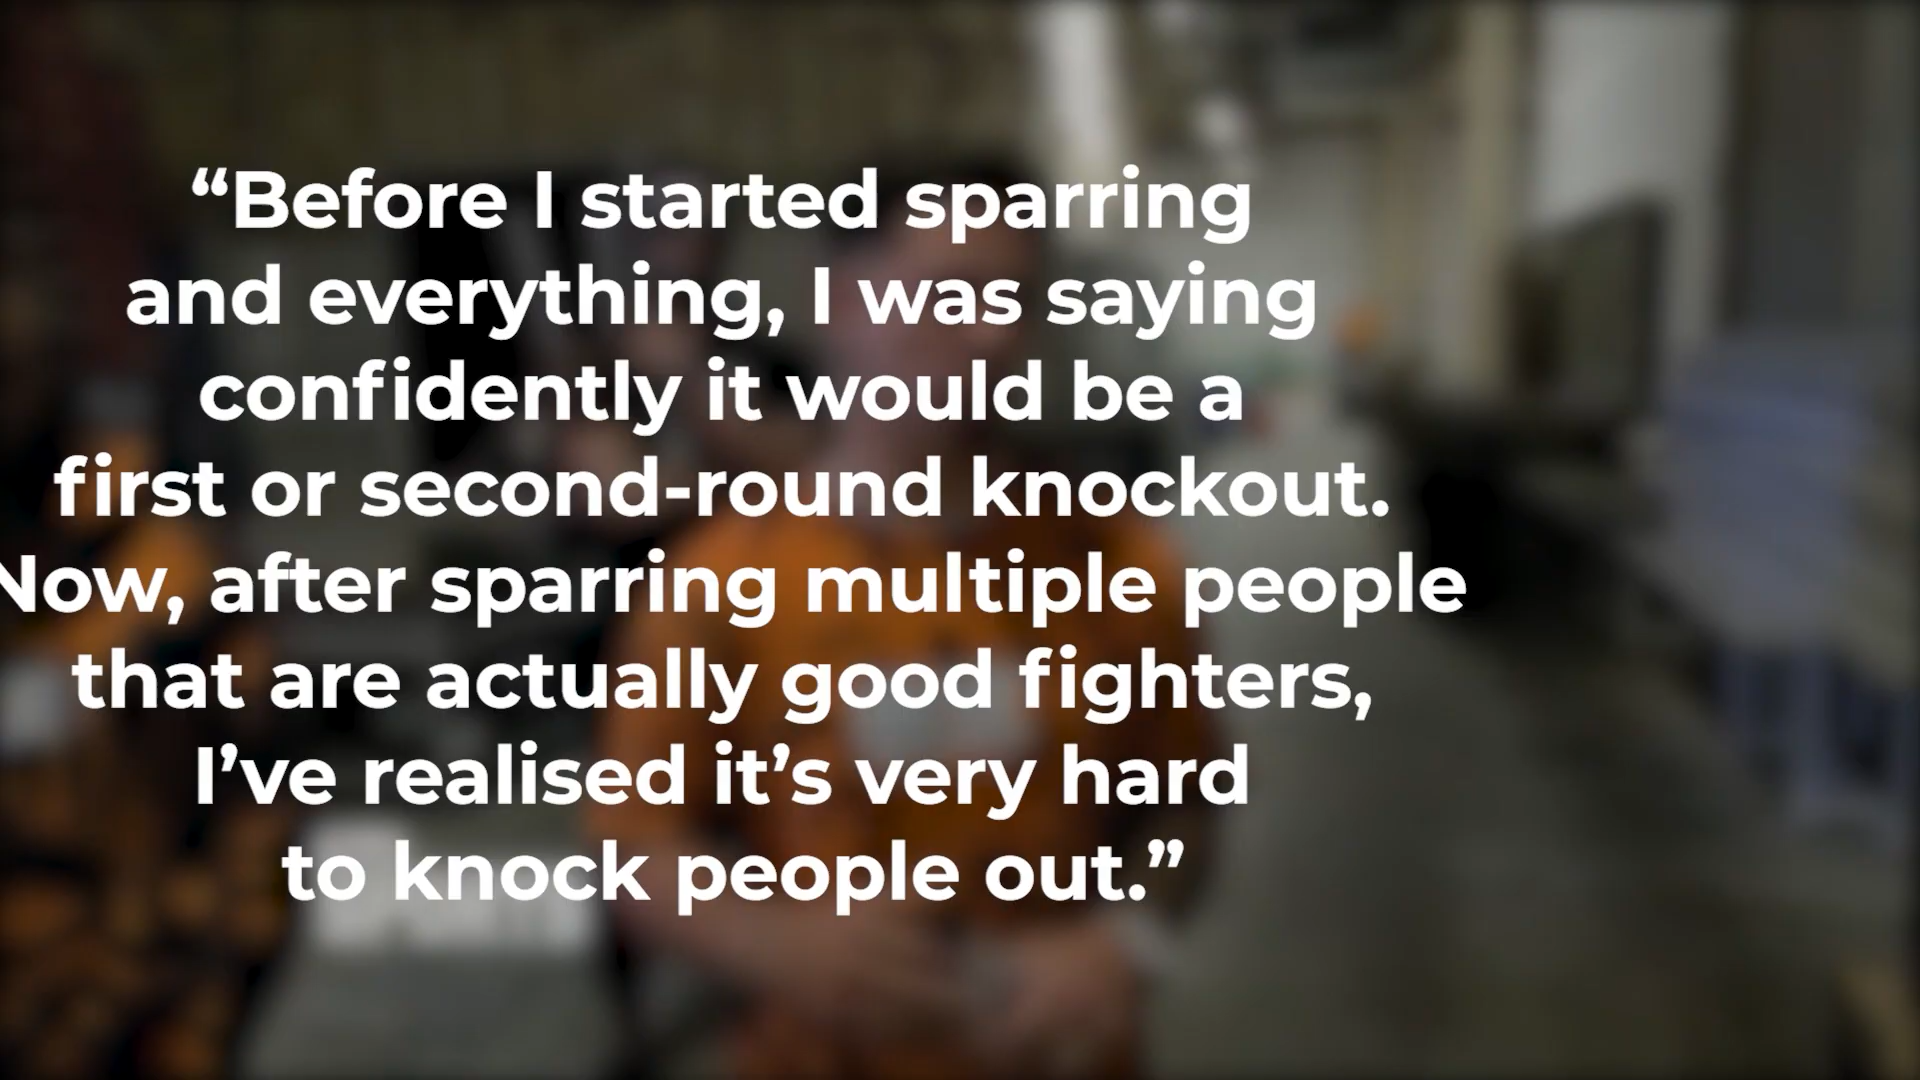 “Before I started sparring
and everything, I was saying
confidently it would be a
first or second-round knockout.
Now, after sparring multiple people
that are actually good fighters,
I’ve realised it’s very hard
to knock people out.”